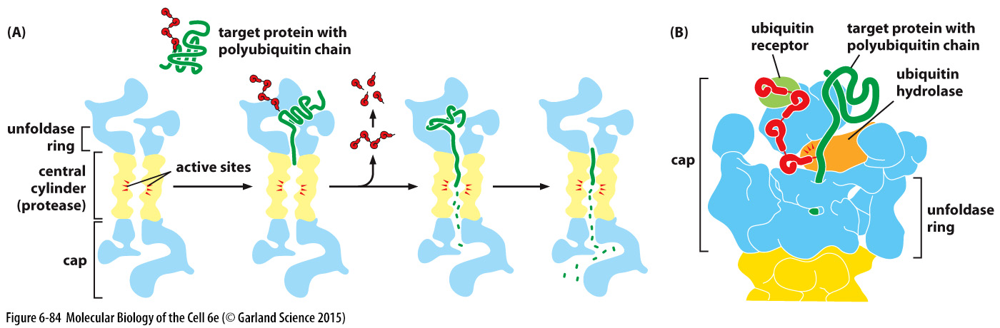 (A)
target protein with
polyubiquitin chain
unfoldase
ring
central
cylinder
(protease)
active sites
cap
(B)
ubiquitin
receptor
target protein with
polyubiquitin chain
ubiquitin
hydrolase
cap
unfoldase
ring
Figure 6-84 Molecular Biology of the Cell 6e (© Garland Science 2015)